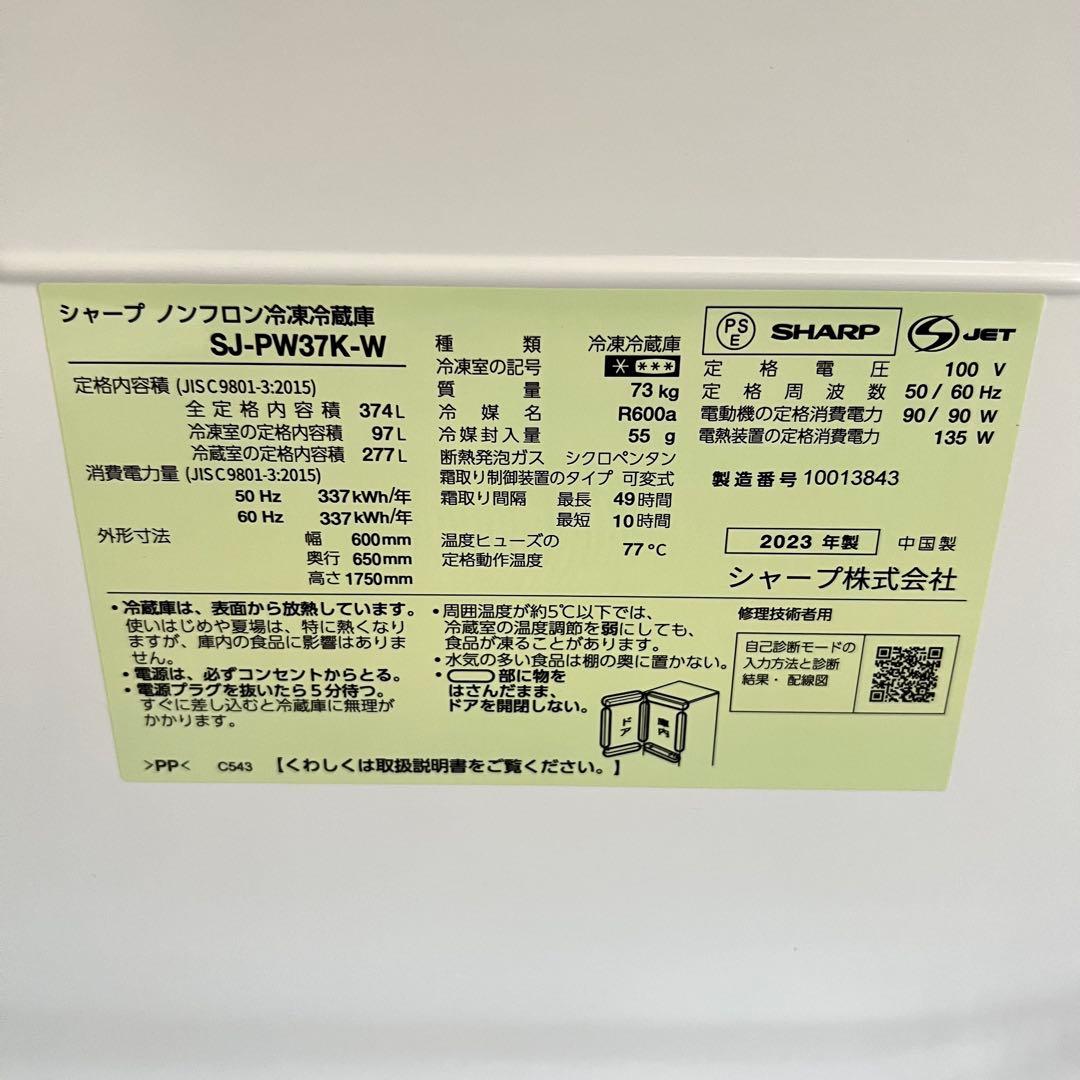 シャープ ノンフロン冷凍冷蔵庫
SJ-PW37K-W
定格内容積 (JIS C 9801-3:2015)
全定格内容積 374 L
冷凍室の定格内容積 97 L
冷蔵室の定格内容積 277 L
消費電力量 (JIS C 9801-3:2015)
50 Hz 337 kWh/年
60 Hz 337 kWh/年
外形寸法 幅 600mm
奥行 650mm
高さ 1750mm
種類 冷凍冷蔵庫
冷凍室の記号 * ***
質量 73 kg
冷媒名 R600a
冷媒封入量 55 g
断熱発泡ガス シクロペンタン
霜取り制御装置のタイプ 可変式
霜取り間隔 最長 49 時間
最短 10 時間
温度ヒューズの
定格動作温度 77 °C
PS
E
SHARP
S JET
定格電圧 100 V
定格周波数 50 / 60 Hz
電動機の定格消費電力 90 / 90 W
電熱装置の定格消費電力 135 W
製造番号 10013843
2023 年製 中国製
シャープ株式会社
・冷蔵庫は、表面から放熱しています。
使いはじめや夏場は、特に熱くなり
ますが、庫内の食品に影響はありま
せん。
・電源は、必ずコンセントからとる。
・電源プラグを抜いたら5分待つ。
すぐに差し込むと冷蔵庫に無理が
かかります。
・周囲温度が約5℃以下では、
冷蔵室の温度調節を弱にしても、
食品が凍ることがあります。
・水気の多い食品は棚の奥に置かない。
・ 部に物を
はさんだまま、
ドアを開閉しない。
ドア
庫内
修理技術者用
自己診断モードの
入力方法と診断
結果・配線図
>PP< C543 【くわしくは取扱説明書をご覧ください。】